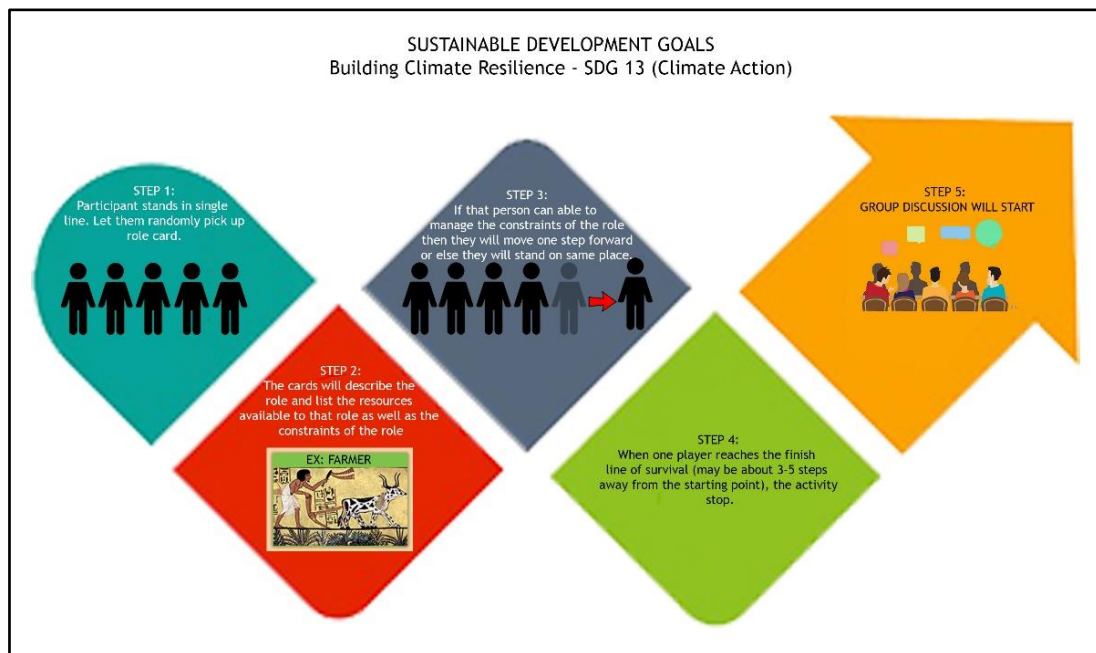 SUSTAINABLE DEVELOPMENT GOALS
Building Climate Resilience - SDG 13 (Climate Action)
STEP 1:
Participant stands in single
line. Let them randomly pick up
role card.
STEP 2:
The cards will describe the
role and list the resources
available to that role as well as the
constraints of the role
EX: FARMER
STEP 3:
If that person can able to
manage the constraints of the role
then they will move one step forward
or else they will stand on same place.
STEP 4:
When one player reaches the finish
line of survival (may be about 3-5 steps
away from the starting point), the activity
stop.
STEP 5:
GROUP DISCUSSION WILL START